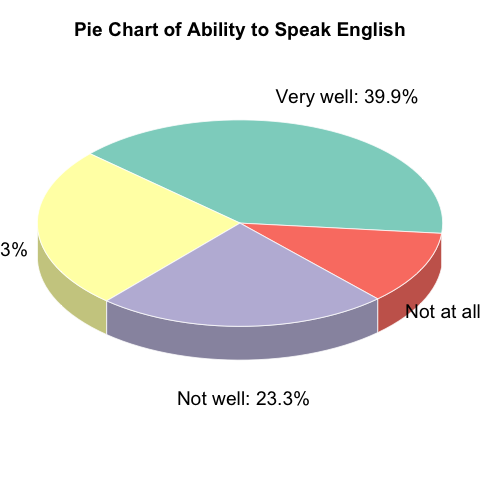 Pie Chart of Ability to Speak English
Very well: 39.9%
3%
Not at all
Not well: 23.3%